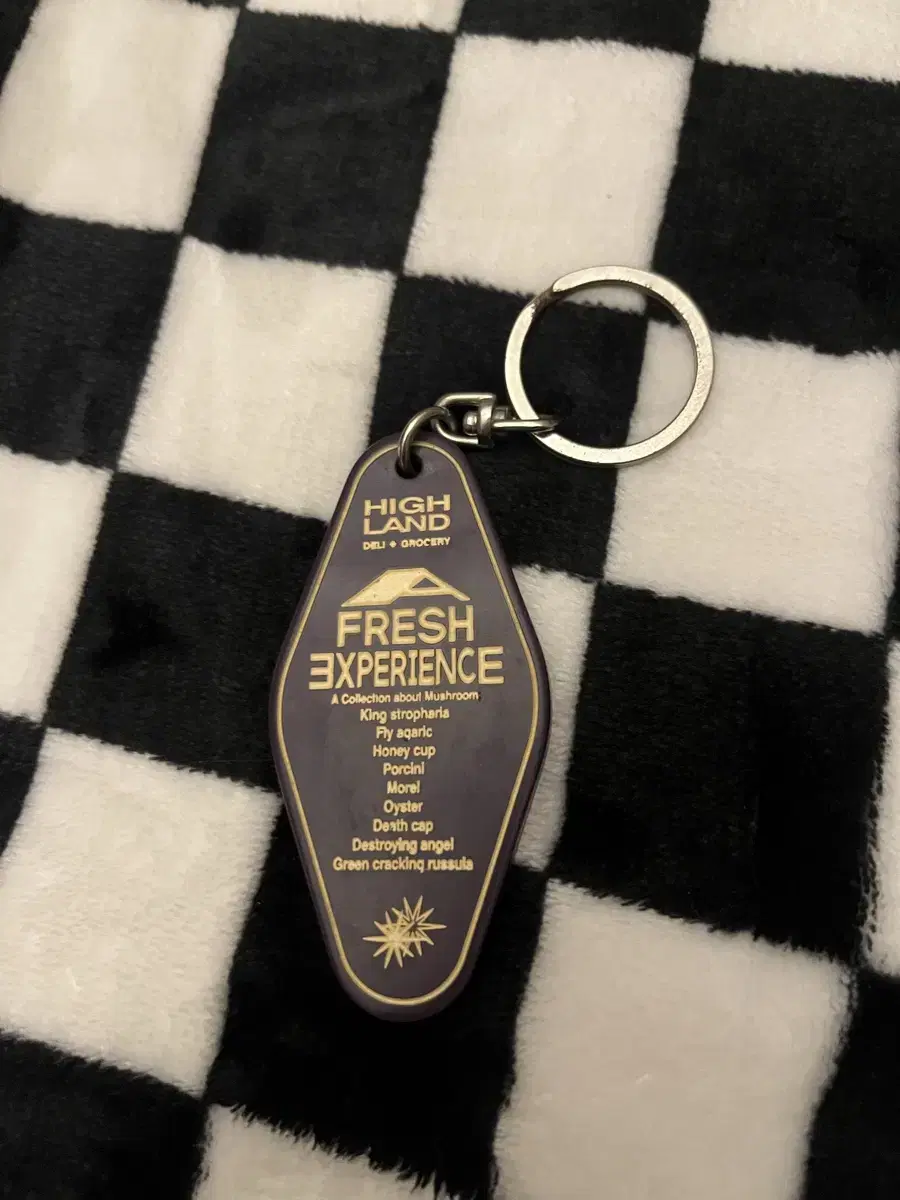 HIGH
LAND
DELI + GROCERY
FRESH
EXPERIENCE
A Collection about Mushroom
King stropharia
Fly agaric
Honey cup
Porcini
Morel
Oyster
Death cap
Destroying angel
Green cracking russula